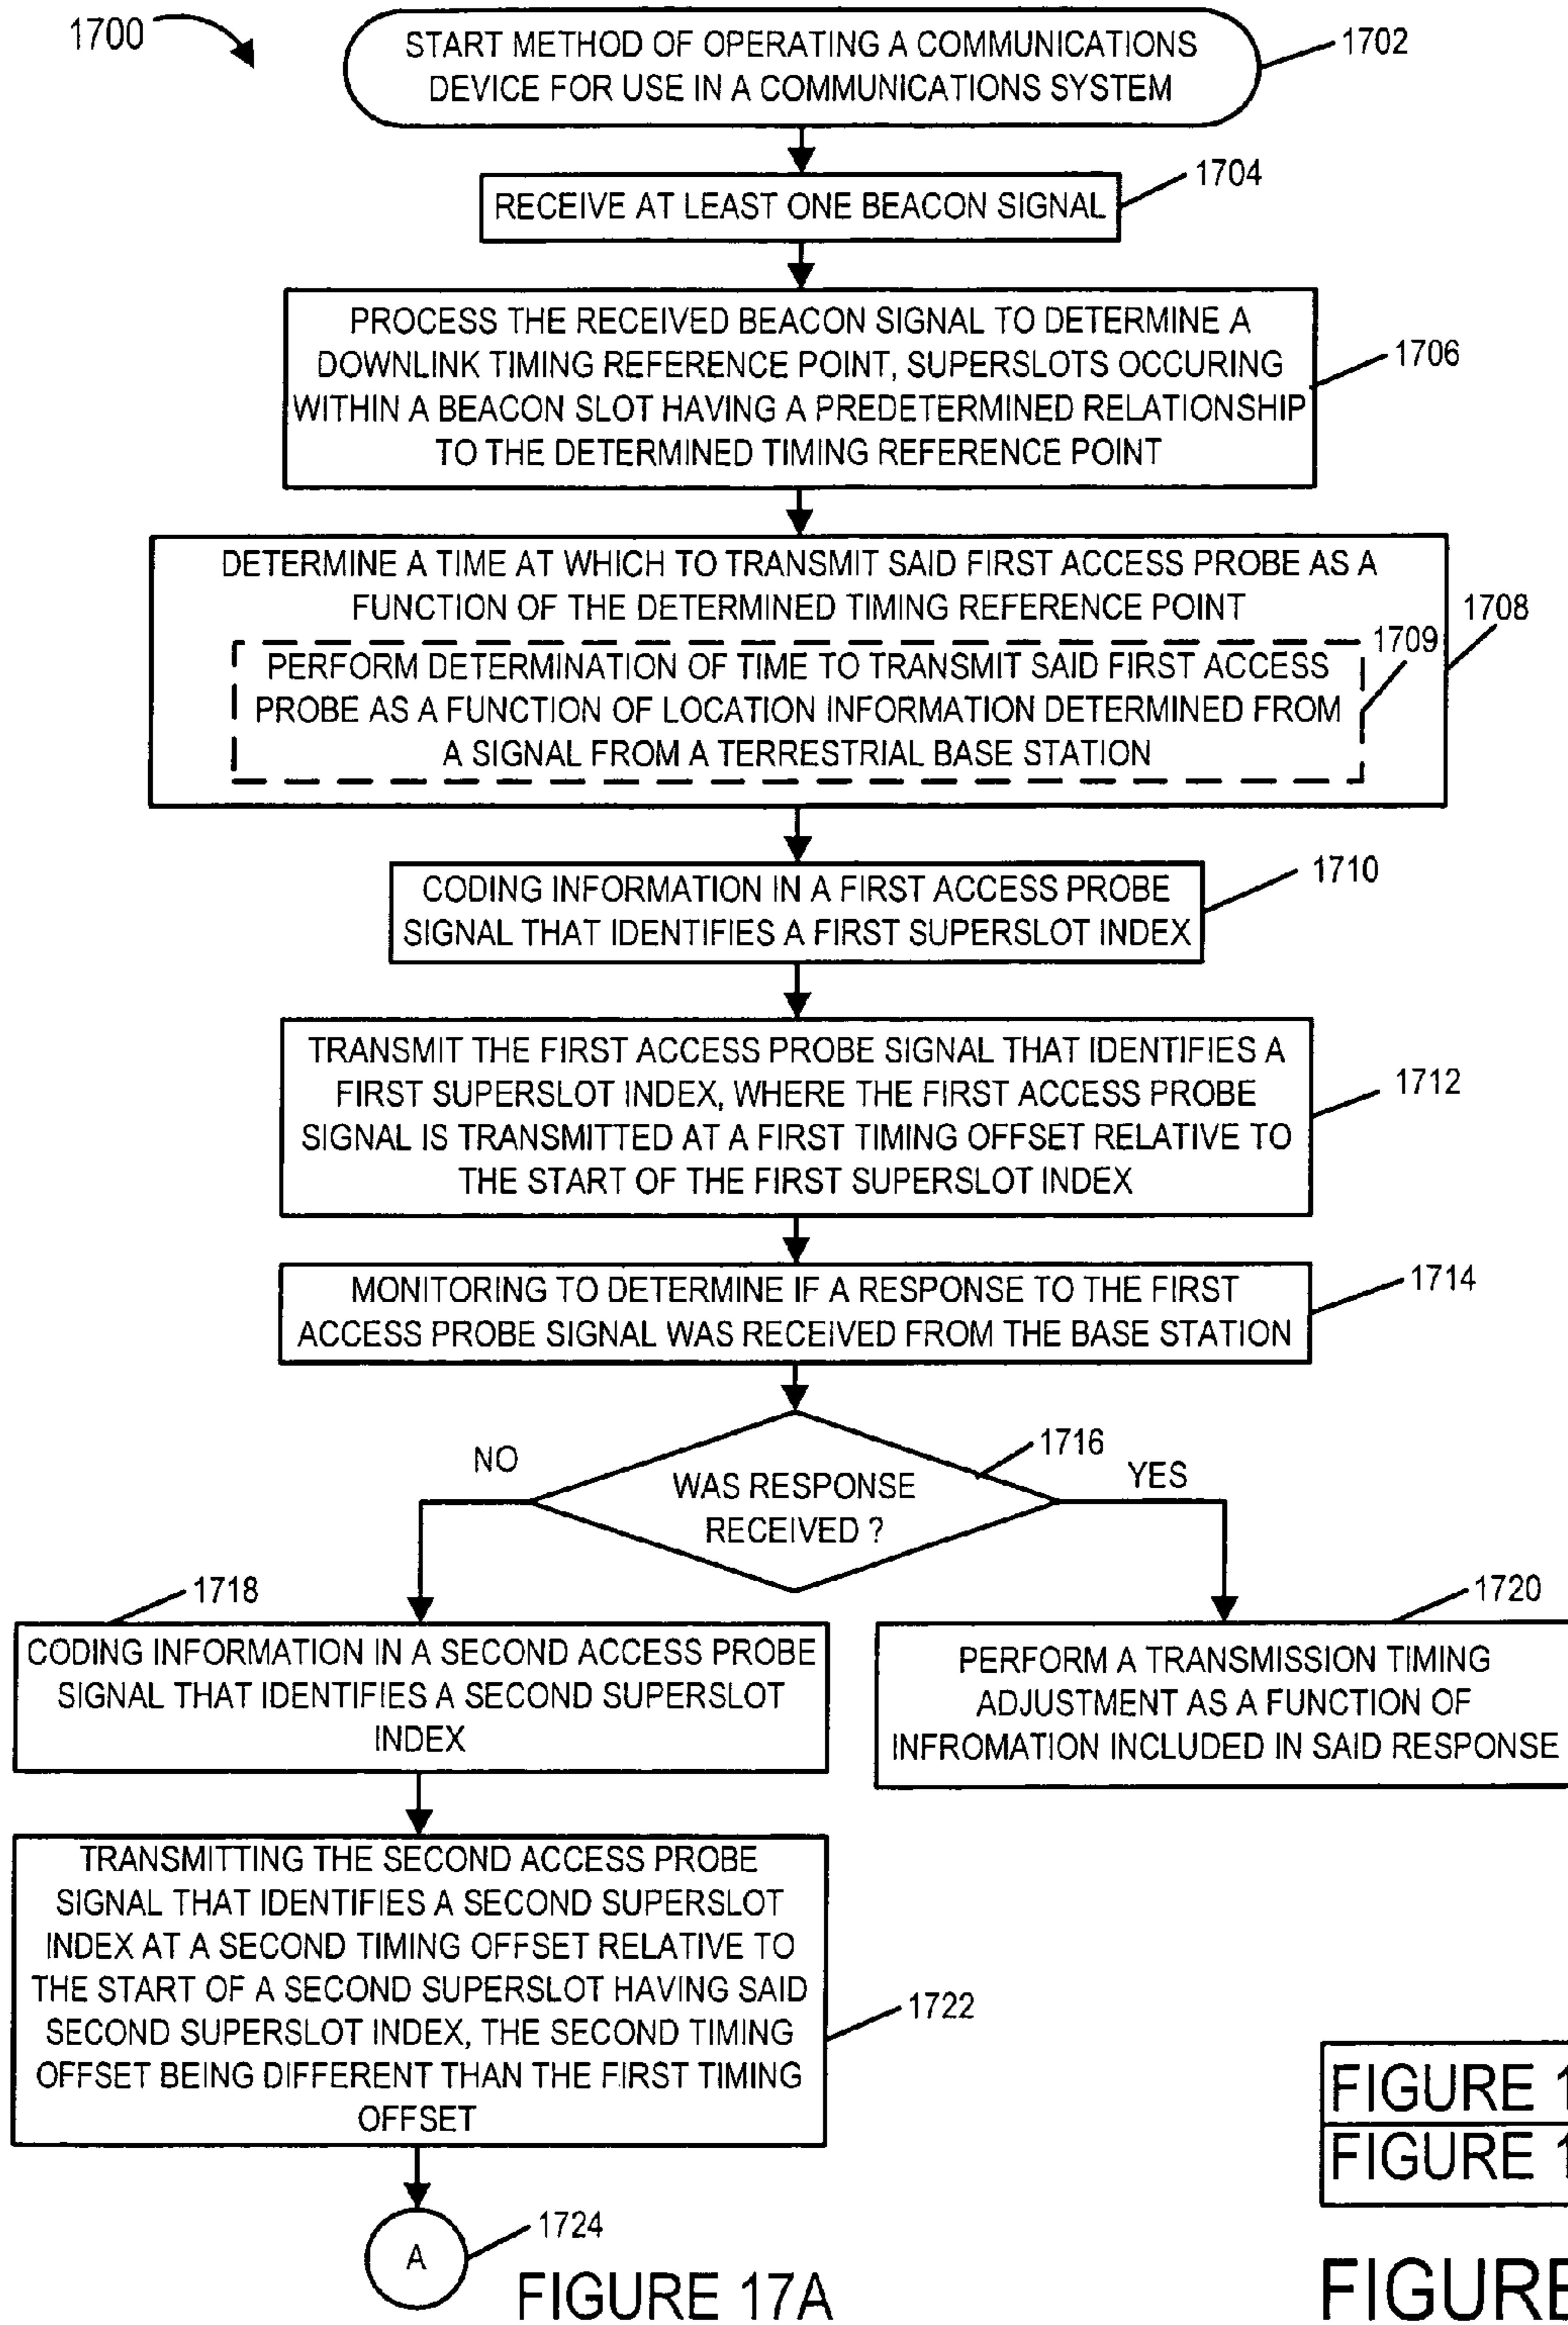 1700
START METHOD OF OPERATING A COMMUNICATIONS
DEVICE FOR USE IN A COMMUNICATIONS SYSTEM
1702
RECEIVE AT LEAST ONE BEACON SIGNAL
1704
PROCESS THE RECEIVED BEACON SIGNAL TO DETERMINE A
DOWNLINK TIMING REFERENCE POINT, SUPERSLOTS OCCURING
WITHIN A BEACON SLOT HAVING A PREDETERMINED RELATIONSHIP
TO THE DETERMINED TIMING REFERENCE POINT
1706
DETERMINE A TIME AT WHICH TO TRANSMIT SAID FIRST ACCESS PROBE AS A
FUNCTION OF THE DETERMINED TIMING REFERENCE POINT
1708
1709
PERFORM DETERMINATION OF TIME TO TRANSMIT SAID FIRST ACCESS
PROBE AS A FUNCTION OF LOCATION INFORMATION DETERMINED FROM
A SIGNAL FROM A TERRESTRIAL BASE STATION
CODING INFORMATION IN A FIRST ACCESS PROBE
SIGNAL THAT IDENTIFIES A FIRST SUPERSLOT INDEX
1710
TRANSMIT THE FIRST ACCESS PROBE SIGNAL THAT IDENTIFIES A
FIRST SUPERSLOT INDEX, WHERE THE FIRST ACCESS PROBE
SIGNAL IS TRANSMITTED AT A FIRST TIMING OFFSET RELATIVE TO
THE START OF THE FIRST SUPERSLOT INDEX
1712
MONITORING TO DETERMINE IF A RESPONSE TO THE FIRST
ACCESS PROBE SIGNAL WAS RECEIVED FROM THE BASE STATION
1714
WAS RESPONSE
RECEIVED ?
1716
NO
YES
1718
CODING INFORMATION IN A SECOND ACCESS PROBE
SIGNAL THAT IDENTIFIES A SECOND SUPERSLOT
INDEX
1720
PERFORM A TRANSMISSION TIMING
ADJUSTMENT AS A FUNCTION OF
INFROMATION INCLUDED IN SAID RESPONSE
TRANSMITTING THE SECOND ACCESS PROBE
SIGNAL THAT IDENTIFIES A SECOND SUPERSLOT
INDEX AT A SECOND TIMING OFFSET RELATIVE TO
THE START OF A SECOND SUPERSLOT HAVING SAID
SECOND SUPERSLOT INDEX, THE SECOND TIMING
OFFSET BEING DIFFERENT THAN THE FIRST TIMING
OFFSET
1722
A
1724
FIGURE 17A
FIGURE 1
FIGURE 1
FIGURE